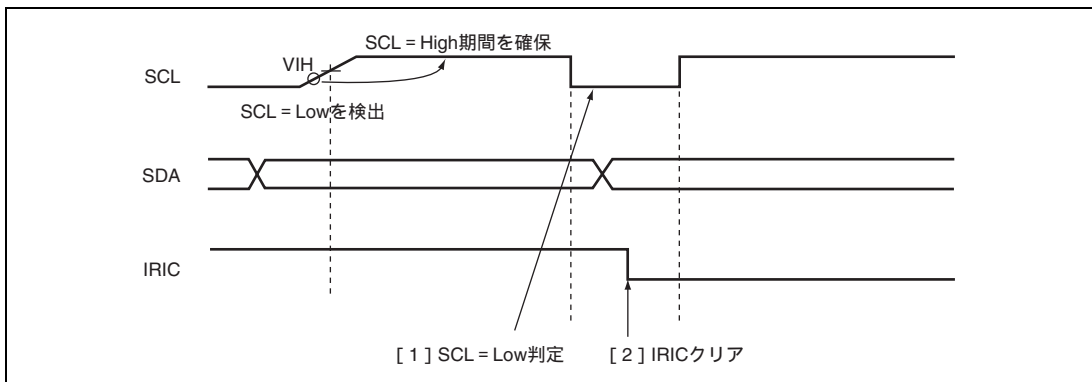 SCL = High期間を確保
VIH
SCL
SCL = Lowを検出
SDA
IRIC
[ 1 ] SCL = Low判定
[ 2 ] IRICクリア